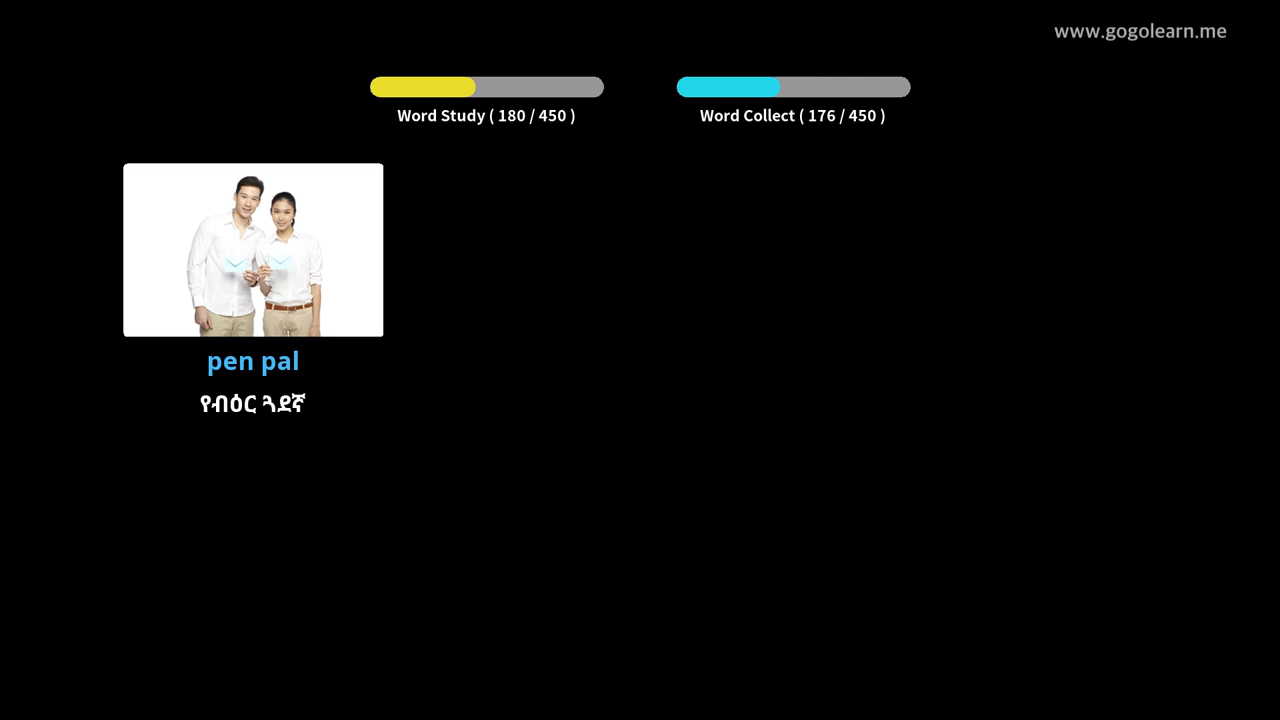 www.gogolearn.me
Word Study ( 180 / 450 )
Word Collect ( 176 / 450 )
pen pal
የብዕር ጓደኛ